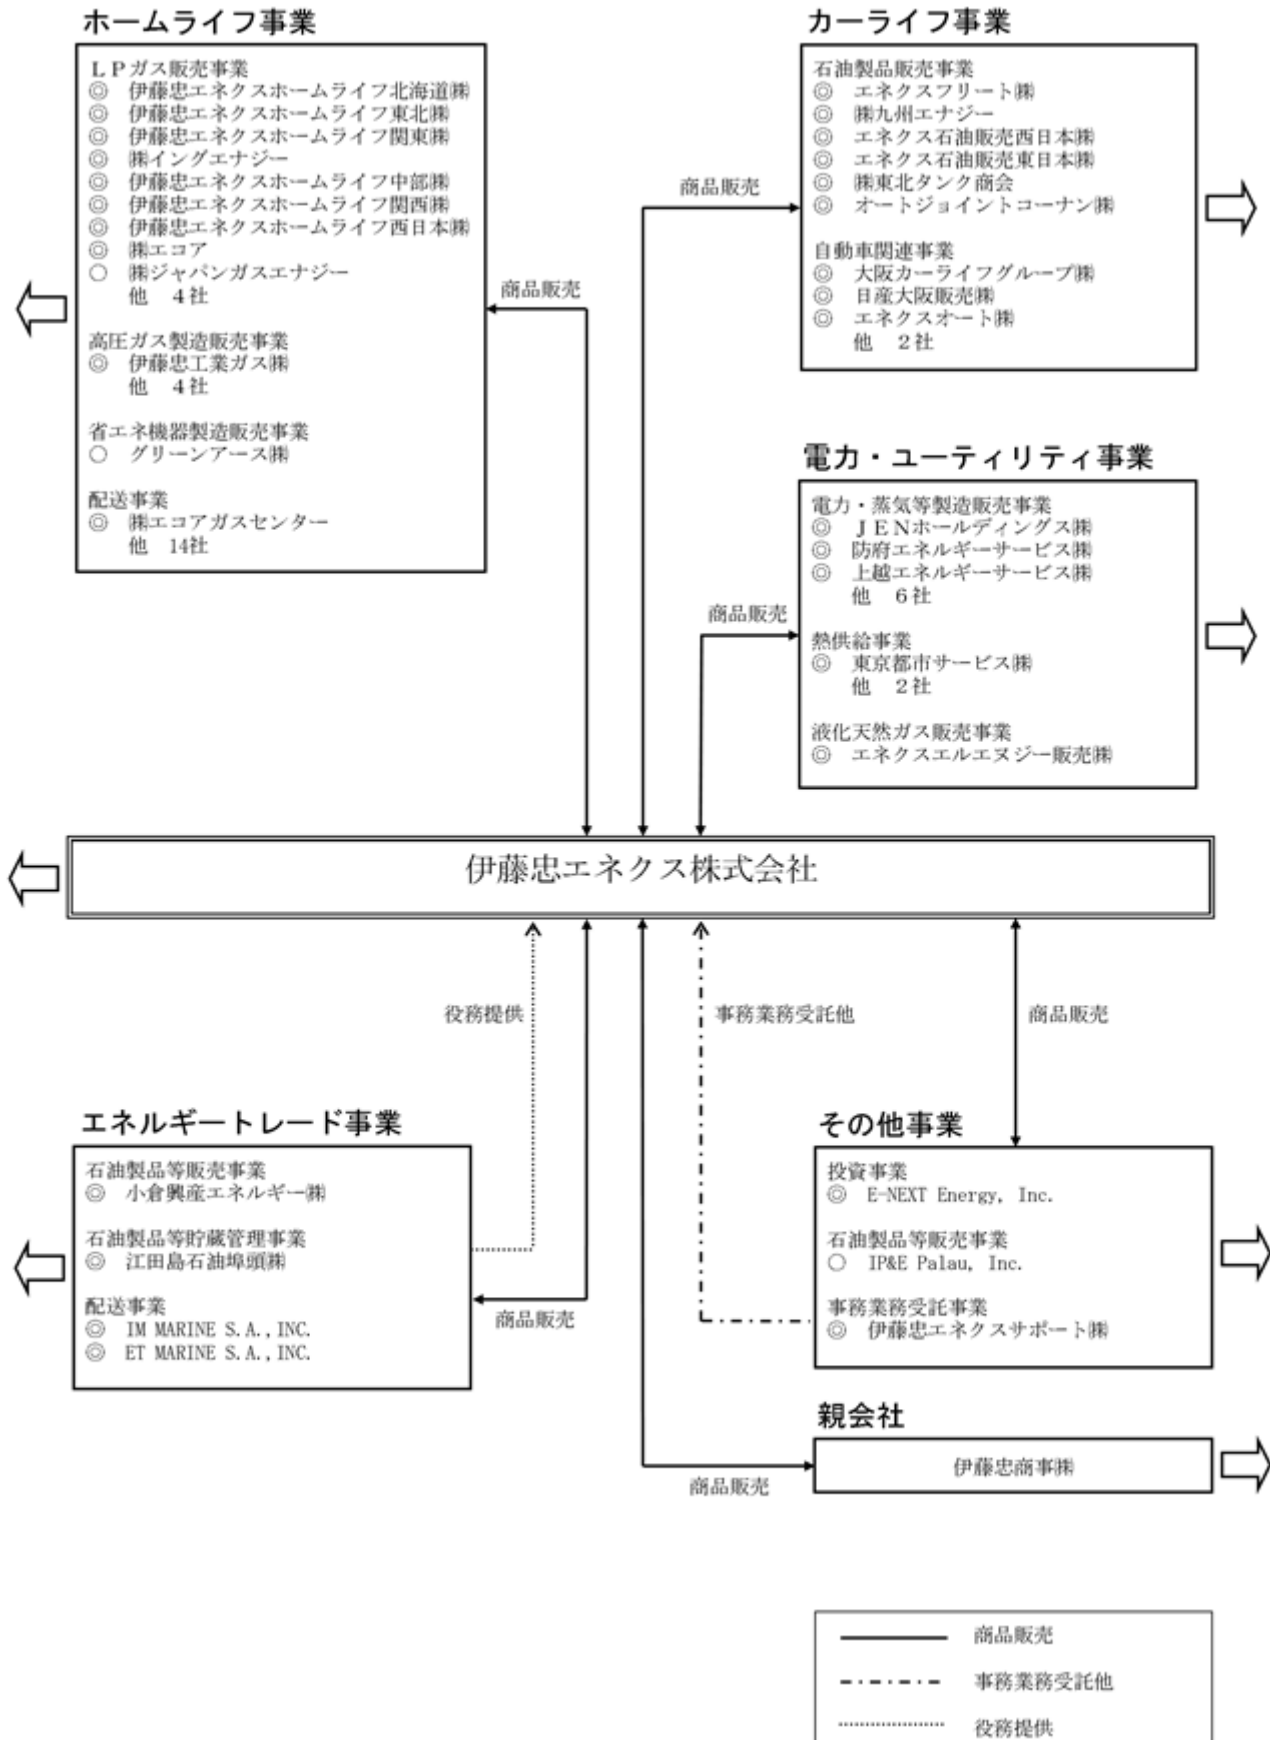 ホームライフ事業
ＬＰガス販売事業
◎ 伊藤忠エネクスホームライフ北海道㈱
◎ 伊藤忠エネクスホームライフ東北㈱
◎ 伊藤忠エネクスホームライフ関東㈱
◎ ㈱イングエナジー
◎ 伊藤忠エネクスホームライフ中部㈱
◎ 伊藤忠エネクスホームライフ関西㈱
◎ 伊藤忠エネクスホームライフ西日本㈱
◎ ㈱エコア
○ ㈱ジャパンガスエナジー
他 4社
高圧ガス製造販売事業
◎ 伊藤忠工業ガス㈱
他 4社
省エネ機器製造販売事業
○ グリーンアース㈱
配送事業
◎ ㈱エコアガスセンター
他 14社
商品販売
カーライフ事業
石油製品販売事業
◎ エネクスフリート㈱
◎ ㈱九州エナジー
◎ エネクス石油販売西日本㈱
◎ エネクス石油販売東日本㈱
◎ ㈱東北タンク商会
◎ オートジョイントコーナン㈱
自動車関連事業
◎ 大阪カーライフグループ㈱
◎ 日産大阪販売㈱
◎ エネクスオート㈱
他 2社
商品販売
電力・ユーティリティ事業
電力・蒸気等製造販売事業
◎ ＪＥＮホールディングス㈱
◎ 防府エネルギーサービス㈱
◎ 上越エネルギーサービス㈱
他 6社
熱供給事業
◎ 東京都市サービス㈱
他 2社
液化天然ガス販売事業
◎ エネクスエルエヌジー販売㈱
商品販売
伊藤忠エネクス株式会社
役務提供
事務業務受託他
商品販売
エネルギートレード事業
石油製品等販売事業
◎ 小倉興産エネルギー㈱
石油製品等貯蔵管理事業
◎ 江田島石油埠頭㈱
配送事業
◎ IM MARINE S.A.,INC.
◎ ET MARINE S.A.,INC.
商品販売
その他事業
投資事業
◎ E-NEXT Energy, Inc.
石油製品等販売事業
○ IP&E Palau, Inc.
事務業務受託事業
◎ 伊藤忠エネクスサポート㈱
親会社
伊藤忠商事㈱
商品販売
商品販売
事務業務受託他
役務提供